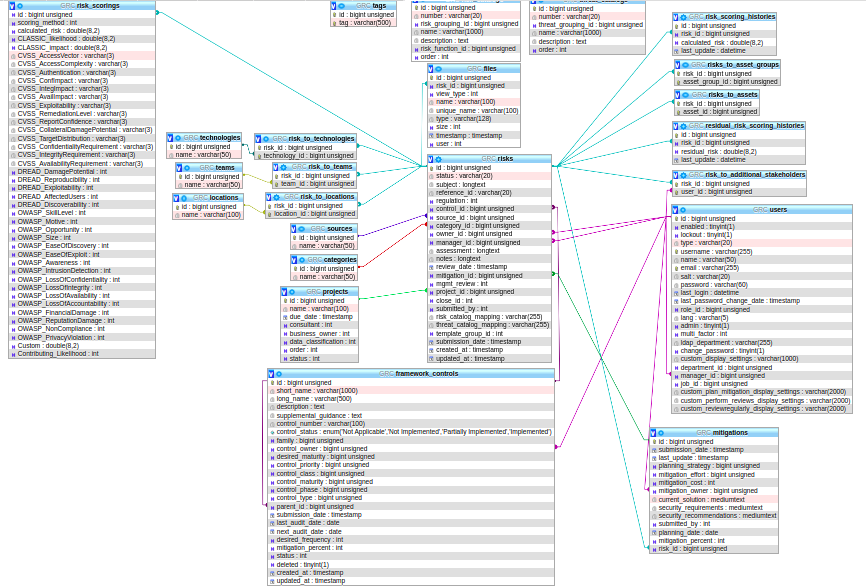 GRC risk_scorings
id : bigint unsigned
scoring_method : int
calculated_risk : double(8,2)
CLASSIC_likelihood : double(8,2)
CLASSIC_impact : double(8,2)
CVSS_AccessVector : varchar(3)
CVSS_AccessComplexity : varchar(3)
CVSS_Authentication : varchar(3)
CVSS_ConfImpact : varchar(3)
CVSS_IntegImpact : varchar(3)
CVSS_AvailImpact : varchar(3)
CVSS_Exploitability : varchar(3)
CVSS_RemediationLevel : varchar(3)
CVSS_ReportConfidence : varchar(3)
CVSS_CollateralDamagePotential : varchar(3)
CVSS_TargetDistribution : varchar(3)
CVSS_ConfidentialityRequirement : varchar(3)
CVSS_IntegrityRequirement : varchar(3)
CVSS_AvailabilityRequirement : varchar(3)
DREAD_DamagePotential : int
DREAD_Reproducibility : int
DREAD_Exploitability : int
DREAD_AffectedUsers : int
DREAD_Discoverability : int
OWASP_SkillLevel : int
OWASP_Motive : int
OWASP_Opportunity : int
OWASP_Size : int
OWASP_EaseOfDiscovery : int
OWASP_EaseOfExploit : int
OWASP_Awareness : int
OWASP_IntrusionDetection : int
OWASP_LossOfConfidentiality : int
OWASP_LossOfIntegrity : int
OWASP_LossOfAvailability : int
OWASP_LossOfAccountability : int
OWASP_FinancialDamage : int
OWASP_ReputationDamage : int
OWASP_NonCompliance : int
OWASP_PrivacyViolation : int
Custom : double(8,2)
Contributing_Likelihood : int
GRC tags
id : bigint unsigned
tag : varchar(500)
id : bigint unsigned
number : varchar(20)
risk_grouping_id : bigint unsigned
name : varchar(1000)
description : text
risk_function_id : bigint unsigned
order : int
id : bigint unsigned
number : varchar(20)
threat_grouping_id : bigint unsigned
name : varchar(1000)
description : text
order : int
GRC files
id : bigint unsigned
risk_id : bigint unsigned
view_type : int
name : varchar(100)
unique_name : varchar(100)
type : varchar(128)
size : int
timestamp : timestamp
user : int
GRC technologies
id : bigint unsigned
name : varchar(50)
GRC teams
id : bigint unsigned
name : varchar(50)
GRC locations
id : bigint unsigned
name : varchar(100)
GRC risk_to_technologies
risk_id : bigint unsigned
technology_id : bigint unsigned
GRC risk_to_teams
risk_id : bigint unsigned
team_id : bigint unsigned
GRC risk_to_locations
risk_id : bigint unsigned
location_id : bigint unsigned
GRC sources
id : bigint unsigned
name : varchar(50)
GRC categories
id : bigint unsigned
name : varchar(50)
GRC projects
id : bigint unsigned
name : varchar(100)
due_date : timestamp
consultant : int
business_owner : int
data_classification : int
order : int
status : int
GRC risks
id : bigint unsigned
status : varchar(20)
subject : longtext
reference_id : varchar(20)
regulation : int
control_id : bigint unsigned
source_id : bigint unsigned
category_id : bigint unsigned
owner_id : bigint unsigned
manager_id : bigint unsigned
assessment : longtext
notes : longtext
review_date : timestamp
mitigation_id : bigint unsigned
mgmt_review : int
project_id : bigint unsigned
close_id : int
submitted_by : int
risk_catalog_mapping : varchar(255)
threat_catalog_mapping : varchar(255)
template_group_id : int
submission_date : timestamp
created_at : timestamp
updated_at : timestamp
GRC framework_controls
id : bigint unsigned
short_name : varchar(1000)
long_name : varchar(500)
description : text
supplemental_guidance : text
control_number : varchar(100)
control_status : enum('Not Applicable','Not Implemented','Partially Implemented','Implemented')
family : bigint unsigned
control_owner : bigint unsigned
desired_maturity : bigint unsigned
control_priority : bigint unsigned
control_class : bigint unsigned
control_maturity : bigint unsigned
control_phase : bigint unsigned
control_type : bigint unsigned
parent_id : bigint unsigned
submission_date : timestamp
last_audit_date : date
next_audit_date : date
desired_frequency : int
mitigation_percent : int
status : int
deleted : tinyint(1)
created_at : timestamp
updated_at : timestamp
GRC risk_scoring_histories
id : bigint unsigned
risk_id : bigint unsigned
calculated_risk : double(8,2)
last_update : datetime
GRC risks_to_asset_groups
risk_id : bigint unsigned
asset_group_id : bigint unsigned
GRC risks_to_assets
risk_id : bigint unsigned
asset_id : bigint unsigned
GRC residual_risk_scoring_histories
id : bigint unsigned
risk_id : bigint unsigned
residual_risk : double(8,2)
last_update : timestamp
GRC risk_to_additional_stakeholders
risk_id : bigint unsigned
user_id : bigint unsigned
GRC users
id : bigint unsigned
enabled : tinyint(1)
lockout : tinyint(1)
type : varchar(20)
username : varchar(255)
name : varchar(50)
email : varchar(255)
salt : varchar(20)
password : varchar(60)
last_login : datetime
last_password_change_date : timestamp
role_id : bigint unsigned
lang : varchar(5)
admin : tinyint(1)
multi_factor : int
ldap_department : varchar(255)
change_password : tinyint(1)
custom_display_settings : varchar(1000)
department_id : bigint unsigned
manager_id : bigint unsigned
job_id : bigint unsigned
custom_plan_mitigation_display_settings : varchar(2000)
custom_perform_reviews_display_settings : varchar(2000)
custom_reviewregularly_display_settings : varchar(2000)
GRC mitigations
id : bigint unsigned
submission_date : timestamp
last_update : timestamp
planning_strategy : bigint unsigned
mitigation_effort : bigint unsigned
mitigation_cost : int
mitigation_owner : bigint unsigned
current_solution : mediumtext
security_requirements : mediumtext
security_recommendations : mediumtext
submitted_by : int
planning_date : date
mitigation_percent : int
risk_id : bigint unsigned